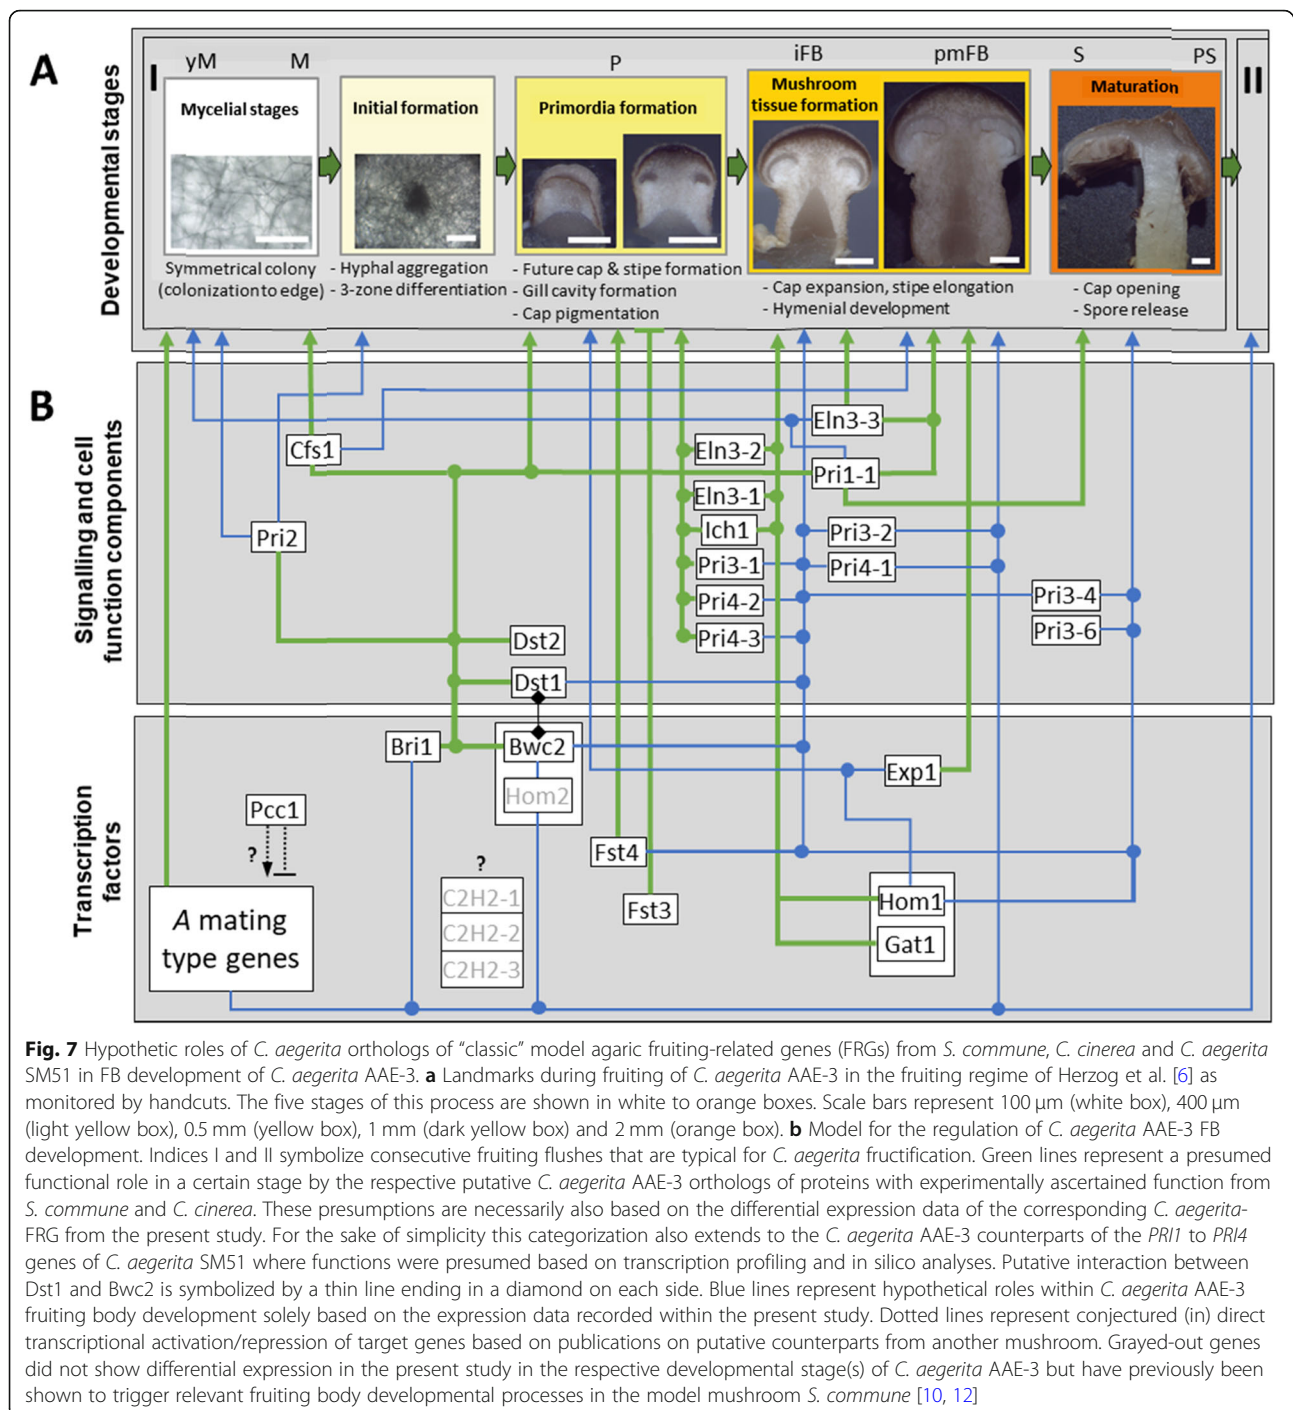 A
Developmental stages
I
yM
M
P
iFB
pmFB
S
PS
II
Mycelial stages
Initial formation
Primordia formation
Mushroom
tissue formation
Maturation
Symmetrical colony
(colonization to edge)
- Hyphal aggregation
- 3-zone differentiation
- Future cap & stipe formation
- Gill cavity formation
- Cap pigmentation
- Cap expansion, stipe elongation
- Hymenial development
- Cap opening
- Spore release
B
Signalling and cell
function components
Cfs1
Pri2
Dst2
Dst1
Eln3-2
Eln3-1
Ich1
Pri3-1
Pri4-2
Pri4-3
Eln3-3
Pri1-1
Pri3-2
Pri4-1
Pri3-4
Pri3-6
Transcription
factors
Bri1
Bwc2
Hom2
Pcc1
?
A mating
type genes
?
C2H2-1
C2H2-2
C2H2-3
Fst4
Fst3
Exp1
Hom1
Gat1
Fig. 7 Hypothetic roles of C. aegerita orthologs of “classic” model agaric fruiting-related genes (FRGs) from S. commune, C. cinerea and C. aegerita
SM51 in FB development of C. aegerita AAE-3. a Landmarks during fruiting of C. aegerita AAE-3 in the fruiting regime of Herzog et al. [6] as
monitored by handcuts. The five stages of this process are shown in white to orange boxes. Scale bars represent 100 μm (white box), 400 μm
(light yellow box), 0.5 mm (yellow box), 1 mm (dark yellow box) and 2 mm (orange box). b Model for the regulation of C. aegerita AAE-3 FB
development. Indices I and II symbolize consecutive fruiting flushes that are typical for C. aegerita fructification. Green lines represent a presumed
functional role in a certain stage by the respective putative C. aegerita AAE-3 orthologs of proteins with experimentally ascertained function from
S. commune and C. cinerea. These presumptions are necessarily also based on the differential expression data of the corresponding C. aegerita-
FRG from the present study. For the sake of simplicity this categorization also extends to the C. aegerita AAE-3 counterparts of the PRI1 to PRI4
genes of C. aegerita SM51 where functions were presumed based on transcription profiling and in silico analyses. Putative interaction between
Dst1 and Bwc2 is symbolized by a thin line ending in a diamond on each side. Blue lines represent hypothetical roles within C. aegerita AAE-3
fruiting body development solely based on the expression data recorded within the present study. Dotted lines represent conjectured (in) direct
transcriptional activation/repression of target genes based on publications on putative counterparts from another mushroom. Grayed-out genes
did not show differential expression in the present study in the respective developmental stage(s) of C. aegerita AAE-3 but have previously been
shown to trigger relevant fruiting body developmental processes in the model mushroom S. commune [10, 12]